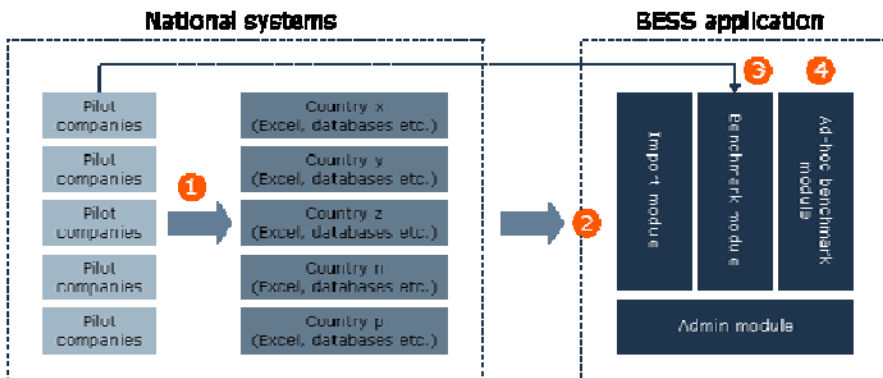 National systems
BESS application
3
4
Pilot
companies
Country x
(Excel, databases etc.)
Pilot
companies
Country y
(Excel, databases etc.)
1
Pilot
companies
Country z
(Excel, databases etc.)
2
Pilot
companies
Country n
(Excel, databases etc.)
Pilot
companies
Country p
(Excel, databases etc.)
Import modue
Benchmark module
Ad-hoc benchmark
module
Admin module